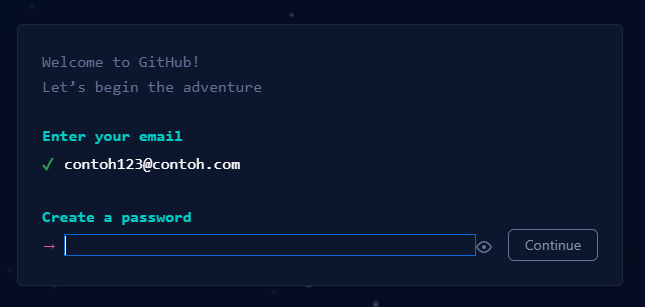 Welcome to GitHub!
Let’s begin the adventure
Enter your email
✓ contoh123@contoh.com
Create a password
→
Continue